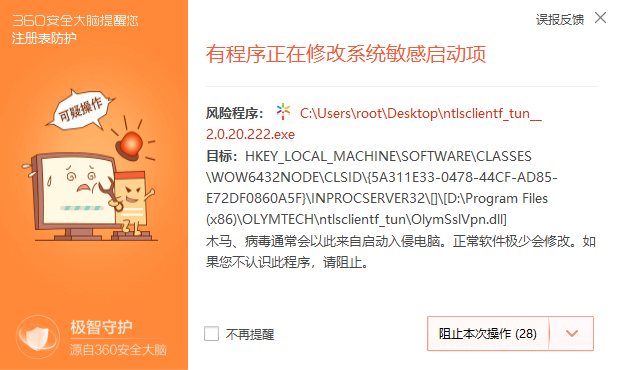 360安全大脑提醒您
注册表防护
误报反馈
有程序正在修改系统敏感启动项
可疑操作
风险程序： C:\Users\root\Desktop\ntlsclientf_tun__
2.0.20.222.exe
目标：HKEY_LOCAL_MACHINE\SOFTWARE\CLASSES
\WOW6432NODE\CLSID\{5A311E33-0478-44CF-AD85-
E72DF0860A5F}\INPROCSERVER32\[]\[D:\Program Files
(x86)\OLYMTECH\ntlsclientf_tun\OlymSslVpn.dll]
木马、病毒通常会以此来自启动入侵电脑。正常软件极少会修改。如
果您不认识此程序，请阻止。
极智守护
源自360安全大脑
不再提醒
阻止本次操作 (28)